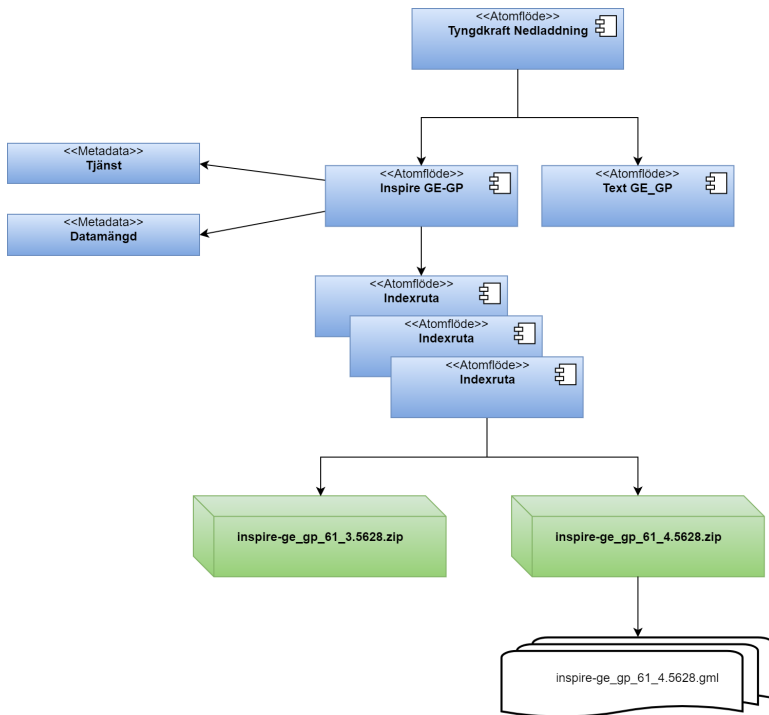 <<Atomflöde>>
Tyngdkraft Nedladdning
<<Metadata>>
Tjänst
<<Atomflöde>>
Inspire GE-GP
<<Atomflöde>>
Text GE_GP
<<Metadata>>
Datamängd
<<Atomflöde>>
Indexruta
<<Atomflöde>>
Indexruta
<<Atomflöde>>
Indexruta
inspire-ge_gp_61_3.5628.zip
inspire-ge_gp_61_4.5628.zip
inspire-ge_gp_61_4.5628.gml